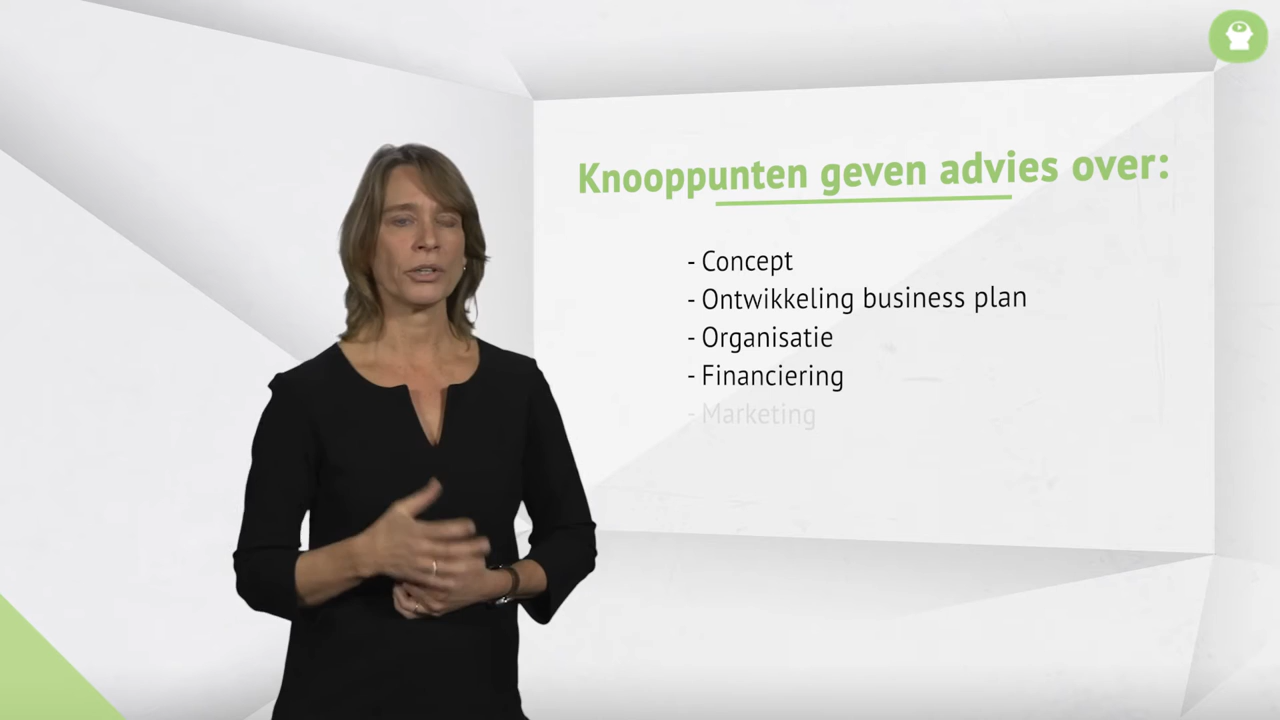 Knooppunten geven advies over:
- Concept
- Ontwikkeling business plan
- Organisatie
- Financiering
- Marketing